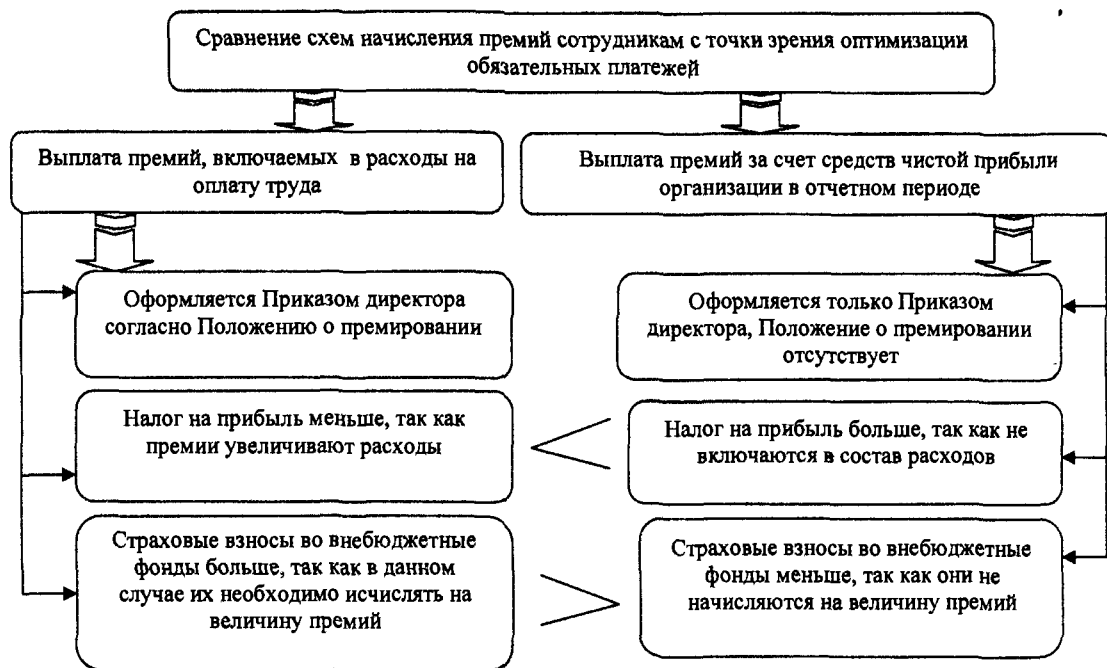 Сравнение схем начисления премий сотрудникам с точки зрения оптимизации
обязательных платежей
Выплата премий, включаемых в расходы на
оплату труда
Выплата премий за счет средств чистой прибыли
организации в отчетном периоде
Оформляется Приказом директора
согласно Положению о премировании
Оформляется только Приказом
директора, Положение о премировании
отсутствует
Налог на прибыль меньше, так как
премии увеличивают расходы
Налог на прибыль больше, так как не
включаются в состав расходов
Страховые взносы во внебюджетные
фонды больше, так как в данном
случае их необходимо исчислять на
величину премий
Страховые взносы во внебюджетные
фонды меньше, так как они не
начисляются на величину премий